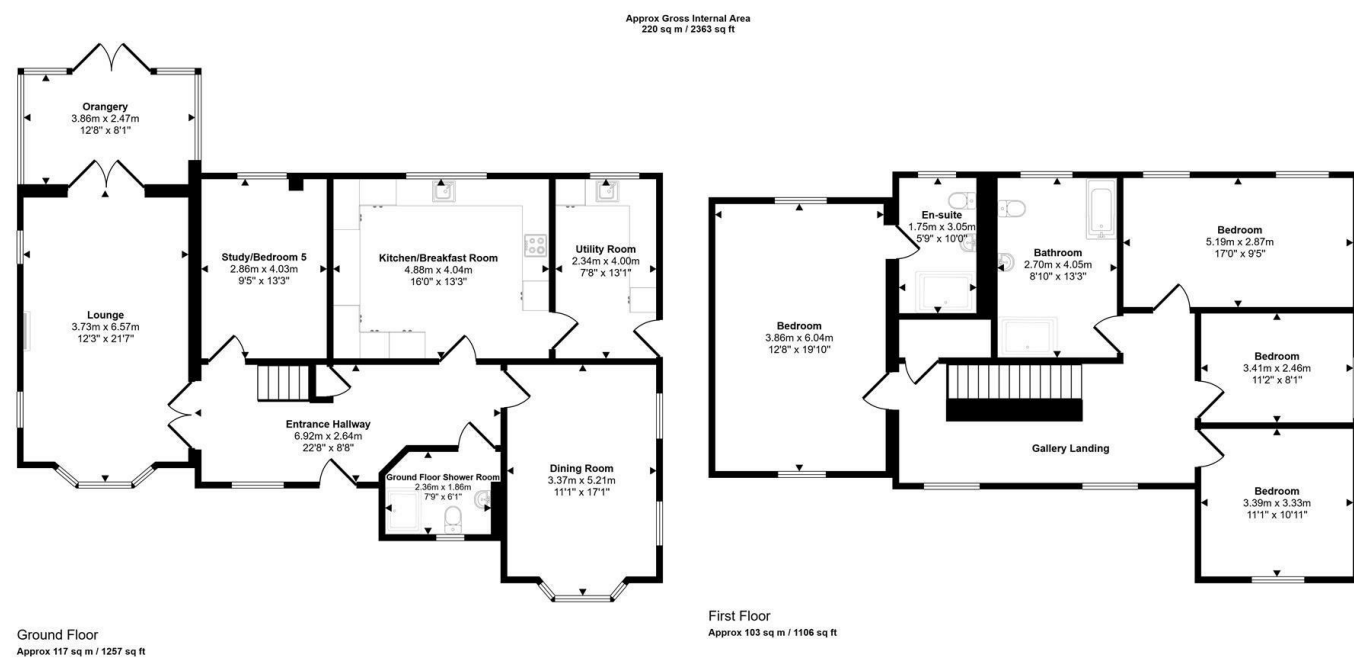 Approx Gross Internal Area
220 sq m / 2363 sq ft
Orangery
3.86m x 2.47m
12'8" x 8'1"
Lounge
3.73m x 6.57m
12'3" x 21'7"
Study/Bedroom 5
2.86m x 4.03m
9'5" x 13'3"
Kitchen/Breakfast Room
4.88m x 4.04m
16'0" x 13'3"
Utility Room
2.34m x 4.00m
7'8" x 13'1"
Entrance Hallway
6.92m x 2.64m
22'8" x 8'8"
Ground Floor Shower Room
2.36m x 1.86m
7'9" x 6'1"
Dining Room
3.37m x 5.21m
11'1" x 17'1"
Ground Floor
Approx 117 sq m / 1257 sq ft
Bedroom
3.86m x 6.04m
12'8" x 19'10"
En-suite
1.75m x 3.05m
5'9" x 10'0"
Bathroom
2.70m x 4.05m
8'10" x 13'3"
Bedroom
5.19m x 2.87m
17'0" x 9'5"
Bedroom
3.41m x 2.46m
11'2" x 8'1"
Gallery Landing
Bedroom
3.39m x 3.33m
11'1" x 10'11"
First Floor
Approx 103 sq m / 1106 sq ft